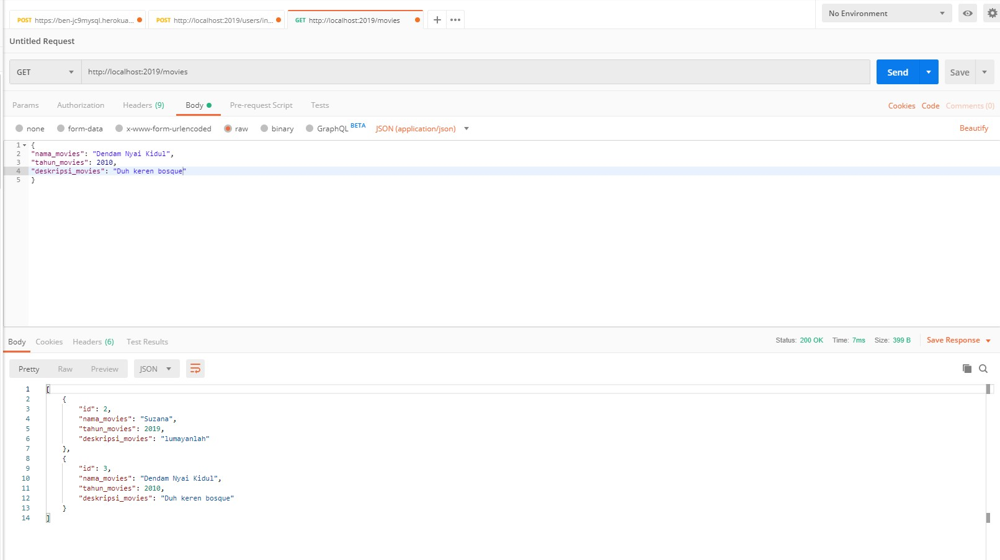 POST https://ben-jc9mysql.herokua...
POST http://localhost:2019/users/in...
GET http://localhost:2019/movies
+ •••
No Environment
Untitled Request
GET http://localhost:2019/movies Send Save
Params Authorization Headers (9) Body Pre-request Script Tests Cookies Code Comments (0)
none form-data x-www-form-urlencoded raw binary GraphQL BETA JSON (application/json) Beautify
1 {
2 "nama_movies": "Dendam Nyai Kidul",
3 "tahun_movies": 2010,
4 "deskripsi_movies": "Duh keren bosque"
5 }
Body Cookies Headers (6) Test Results Status: 200 OK Time: 7ms Size: 399 B Save Response
Pretty Raw Preview JSON
1 [
2 {
3 "id": 2,
4 "nama_movies": "Suzana",
5 "tahun_movies": 2019,
6 "deskripsi_movies": "lumayanlah"
7 },
8 {
9 "id": 3,
10 "nama_movies": "Dendam Nyai Kidul",
11 "tahun_movies": 2010,
12 "deskripsi_movies": "Duh keren bosque"
13 }
14 ]